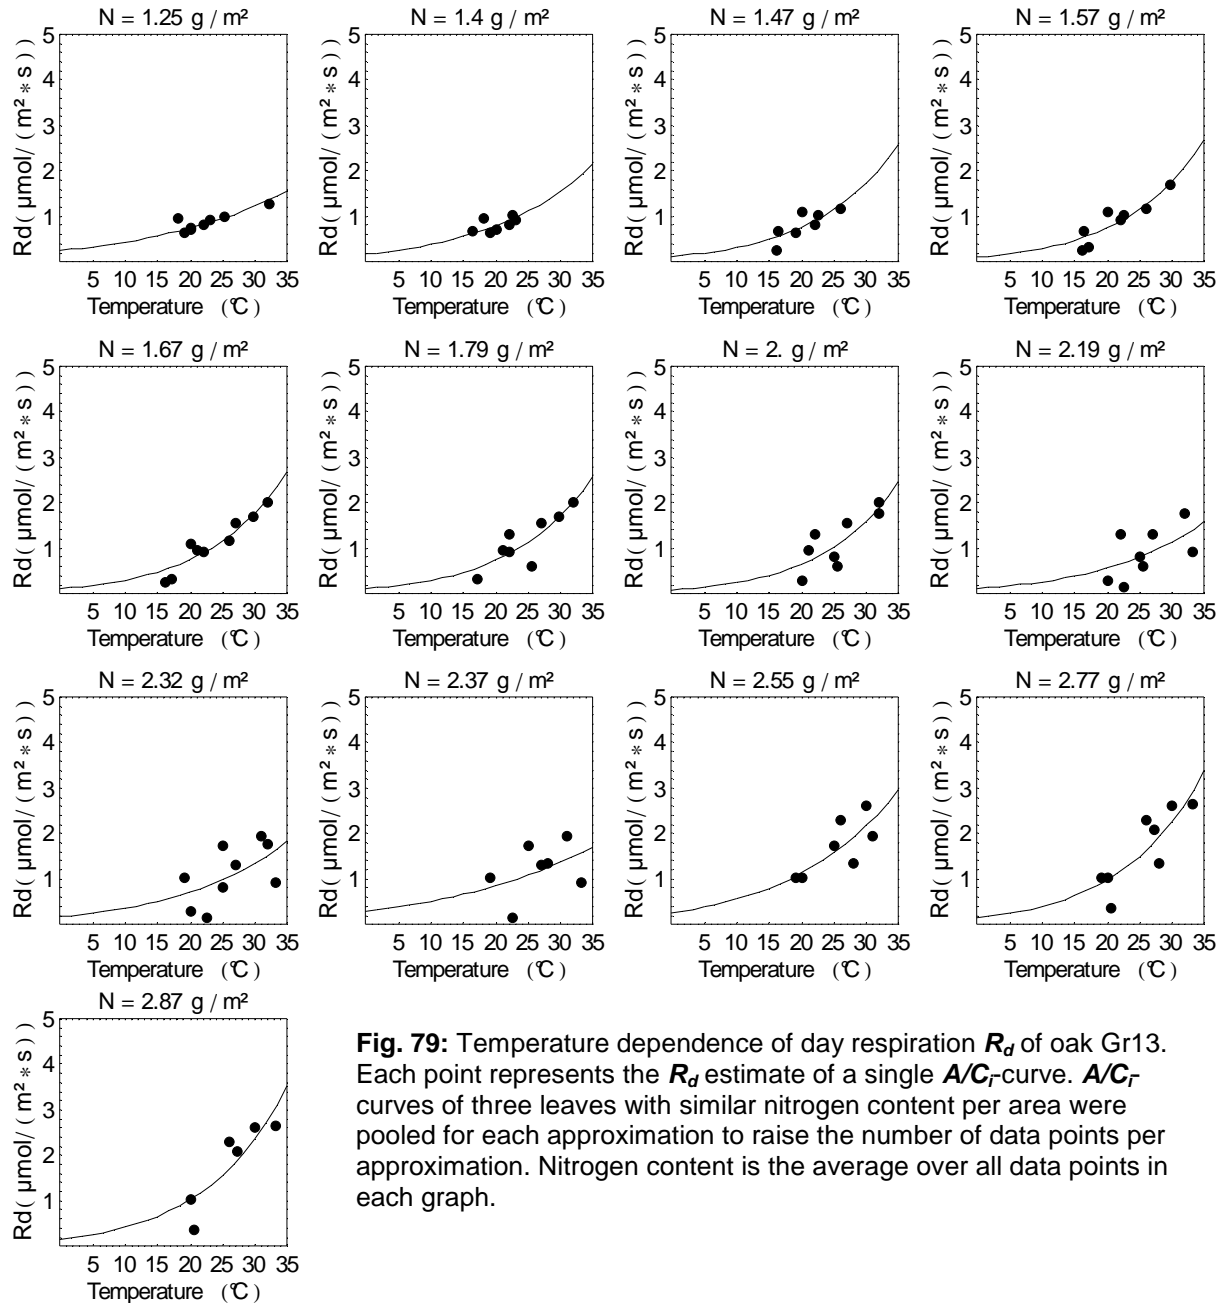 N = 1.25 g / m²
N = 1.4 g / m²
N = 1.47 g / m²
N = 1.57 g / m²
5
4
3
2
1
Rd( µmol/ ( m² * s ) )
5 10 15 20 25 30 35
Temperature (°C )
5
4
3
2
1
Rd( µmol/ ( m² * s ) )
5 10 15 20 25 30 35
Temperature (°C )
5
4
3
2
1
Rd( µmol/ ( m² * s ) )
5 10 15 20 25 30 35
Temperature (°C )
5
4
3
2
1
Rd( µmol/ ( m² * s ) )
5 10 15 20 25 30 35
Temperature (°C )
N = 1.67 g / m²
N = 1.79 g / m²
N = 2. g / m²
N = 2.19 g / m²
5
4
3
2
1
Rd( µmol/ ( m² * s ) )
5 10 15 20 25 30 35
Temperature (°C )
5
4
3
2
1
Rd( µmol/ ( m² * s ) )
5 10 15 20 25 30 35
Temperature (°C )
5
4
3
2
1
Rd( µmol/ ( m² * s ) )
5 10 15 20 25 30 35
Temperature (°C )
5
4
3
2
1
Rd( µmol/ ( m² * s ) )
5 10 15 20 25 30 35
Temperature (°C )
N = 2.32 g / m²
N = 2.37 g / m²
N = 2.55 g / m²
N = 2.77 g / m²
5
4
3
2
1
Rd( µmol/ ( m² * s ) )
5 10 15 20 25 30 35
Temperature (°C )
5
4
3
2
1
Rd( µmol/ ( m² * s ) )
5 10 15 20 25 30 35
Temperature (°C )
5
4
3
2
1
Rd( µmol/ ( m² * s ) )
5 10 15 20 25 30 35
Temperature (°C )
5
4
3
2
1
Rd( µmol/ ( m² * s ) )
5 10 15 20 25 30 35
Temperature (°C )
N = 2.87 g / m²
5
4
3
2
1
Rd( µmol/ ( m² * s ) )
5 10 15 20 25 30 35
Temperature (°C )
Fig. 79: Temperature dependence of day respiration Rd of oak Gr13.
Each point represents the Rd estimate of a single A/Ci-curve. A/Ci-
curves of three leaves with similar nitrogen content per area were
pooled for each approximation to raise the number of data points per
approximation. Nitrogen content is the average over all data points in
each graph.